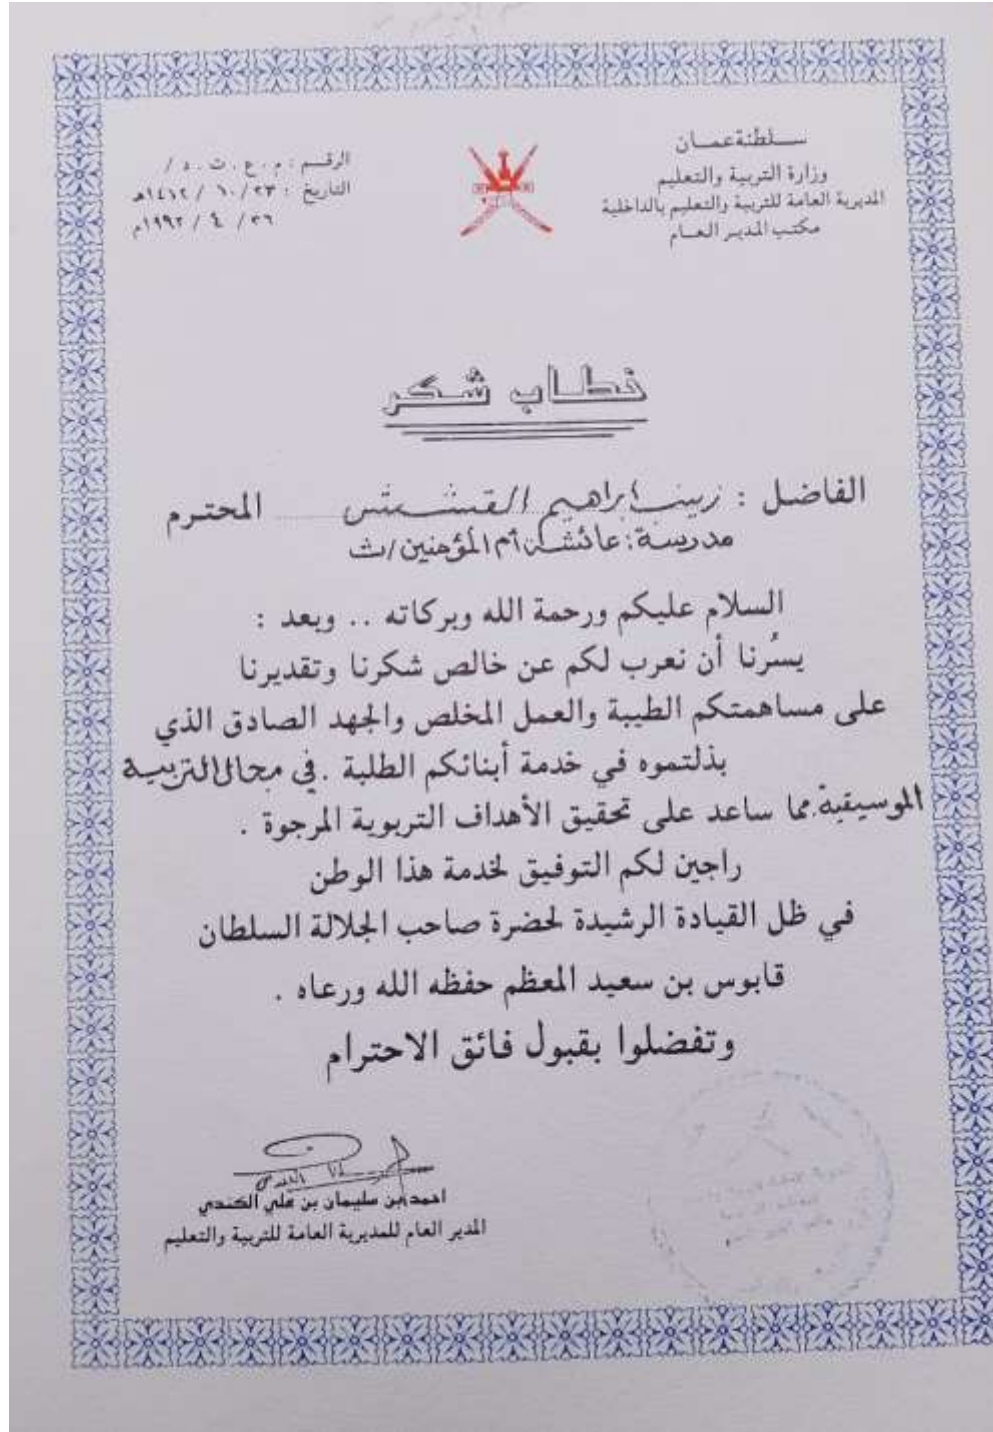 سلطنة عمان
وزارة التربية والتعليم
المديرية العامة للتربية والتعليم بالداخلية
مكتب المدير العام
الرقم : م . ع . ت . د /
التاريخ : ٢٣ / ١٠ / ١٤١٢هـ
٢٦ / ٤ / ١٩٩٢م
خطاب شكر
الفاضل : زينب ابراهيم المحترم
مدرسة : عائشة أم المؤمنين / ث
السلام عليكم ورحمة الله وبركاته .. وبعد :
يسُرنا أن نعرب لكم عن خالص شكرنا وتقديرنا
على مساهمتكم الطيبة والعمل المخلص والجهد الصادق الذي
بذلتموه في خدمة أبنائكم الطلبة . في مجال التربية
الموسيقية . مما ساعد على تحقيق الأهداف التربوية المرجوة .
راجين لكم التوفيق لخدمة هذا الوطن
في ظل القيادة الرشيدة لحضرة صاحب الجلالة السلطان
قابوس بن سعيد المعظم حفظه الله ورعاه .
وتفضلوا بقبول فائق الاحترام
احمد بن سليمان بن علي الكندي
المدير العام للمديرية العامة للتربية والتعليم